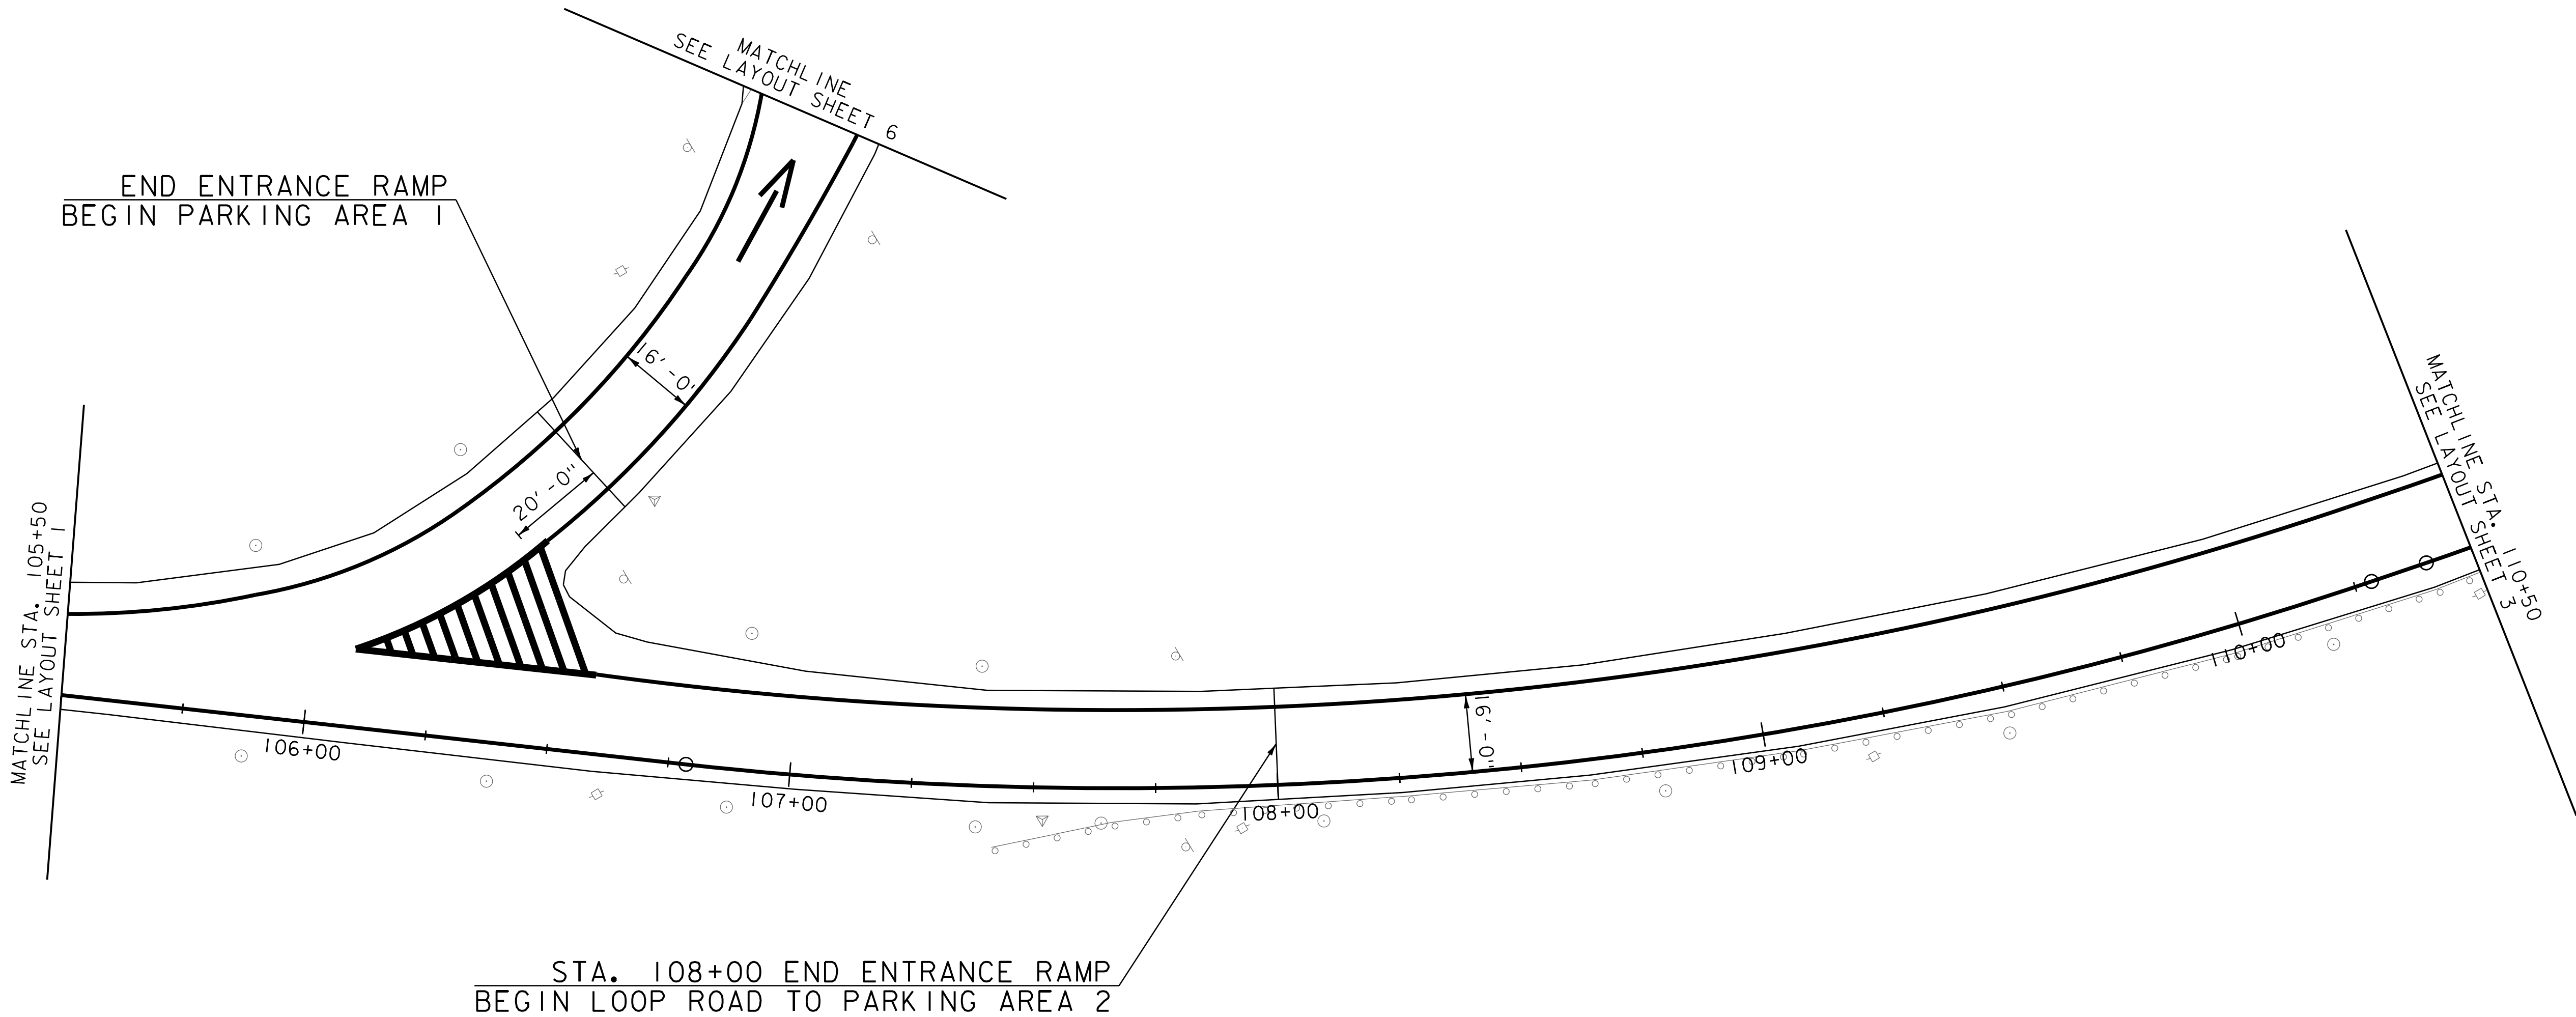 MATCHLINE
SEE LAYOUT SHEET 6
END ENTRANCE RAMP
BEGIN PARKING AREA 1
16'-0'
20'-0"
MATCHLINE STA. 105+50
SEE LAYOUT SHEET 1
MATCHLINE STA. 110+50
SEE LAYOUT SHEET 3
106+00
107+00
108+00
109+00
110+00
16'-0"
STA. 108+00 END ENTRANCE RAMP
BEGIN LOOP ROAD TO PARKING AREA 2